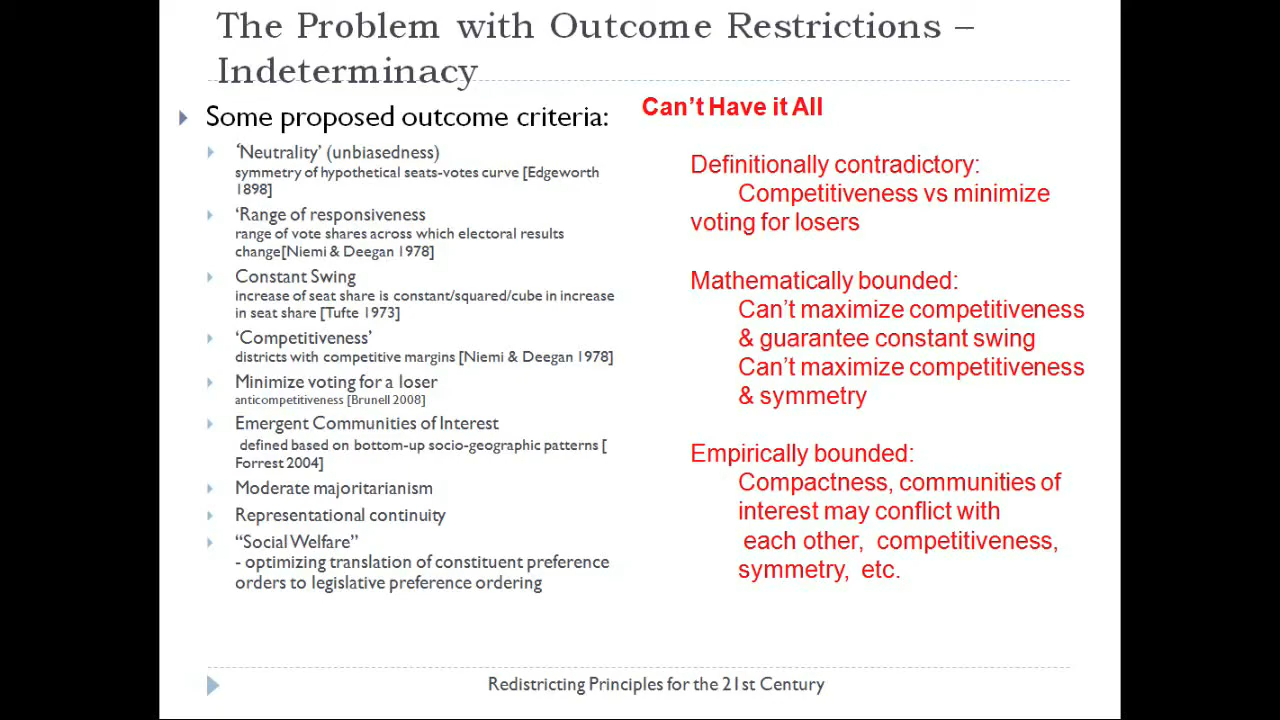 The Problem with Outcome Restrictions –
Indeterminacy
Some proposed outcome criteria:
‘Neutrality’ (unbiasedness)
symmetry of hypothetical seats-votes curve [Edgeworth
1898]
‘Range of responsiveness
range of vote shares across which electoral results
change[Niemi & Deegan 1978]
Constant Swing
increase of seat share is constant/squared/cube in increase
in seat share [Tufte 1973]
‘Competitiveness’
districts with competitive margins [Niemi & Deegan 1978]
Minimize voting for a loser
anticompetitiveness [Brunell 2008]
Emergent Communities of Interest
defined based on bottom-up socio-geographic patterns [
Forrest 2004]
Moderate majoritarianism
Representational continuity
“Social Welfare”
- optimizing translation of constituent preference
orders to legislative preference ordering
Can’t Have it All
Definitionally contradictory:
Competitiveness vs minimize
voting for losers
Mathematically bounded:
Can’t maximize competitiveness
& guarantee constant swing
Can’t maximize competitiveness
& symmetry
Empirically bounded:
Compactness, communities of
interest may conflict with
each other, competitiveness,
symmetry, etc.
Redistricting Principles for the 21st Century